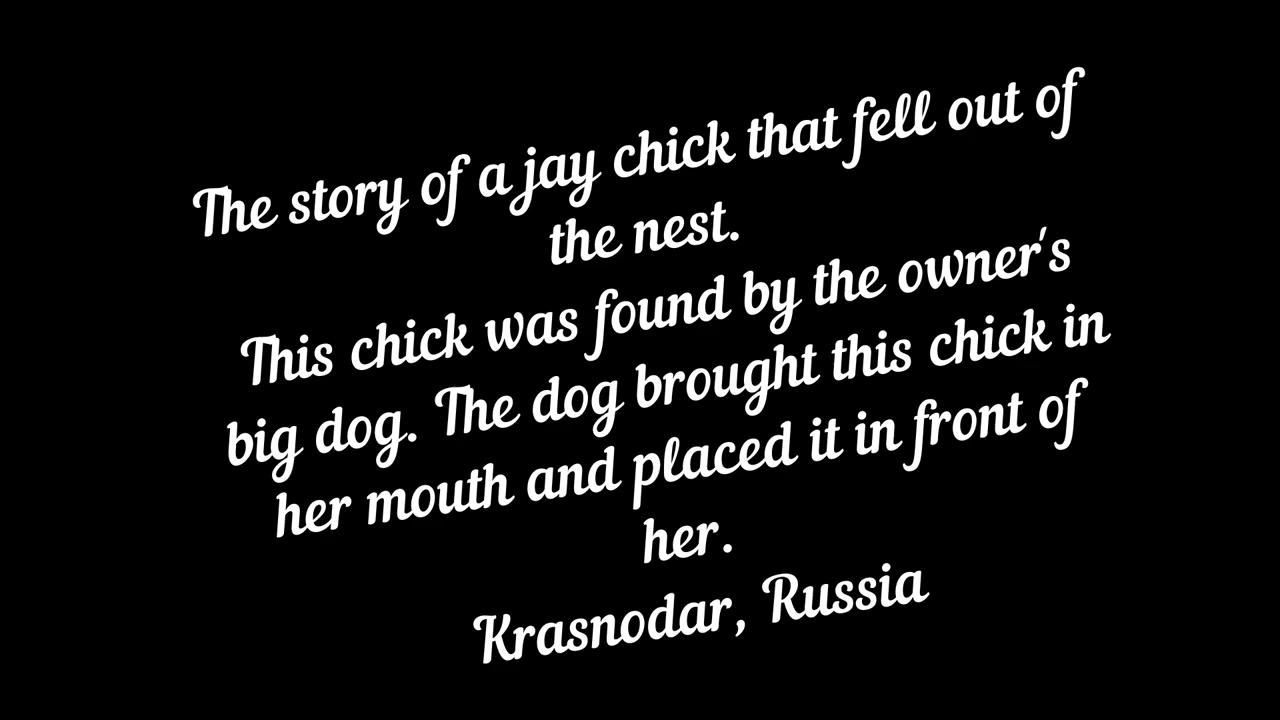 The story of a jay chick that fell out of
the nest.
This chick was found by the owner's
big dog. The dog brought this chick in
her mouth and placed it in front of
her.
Krasnodar, Russia